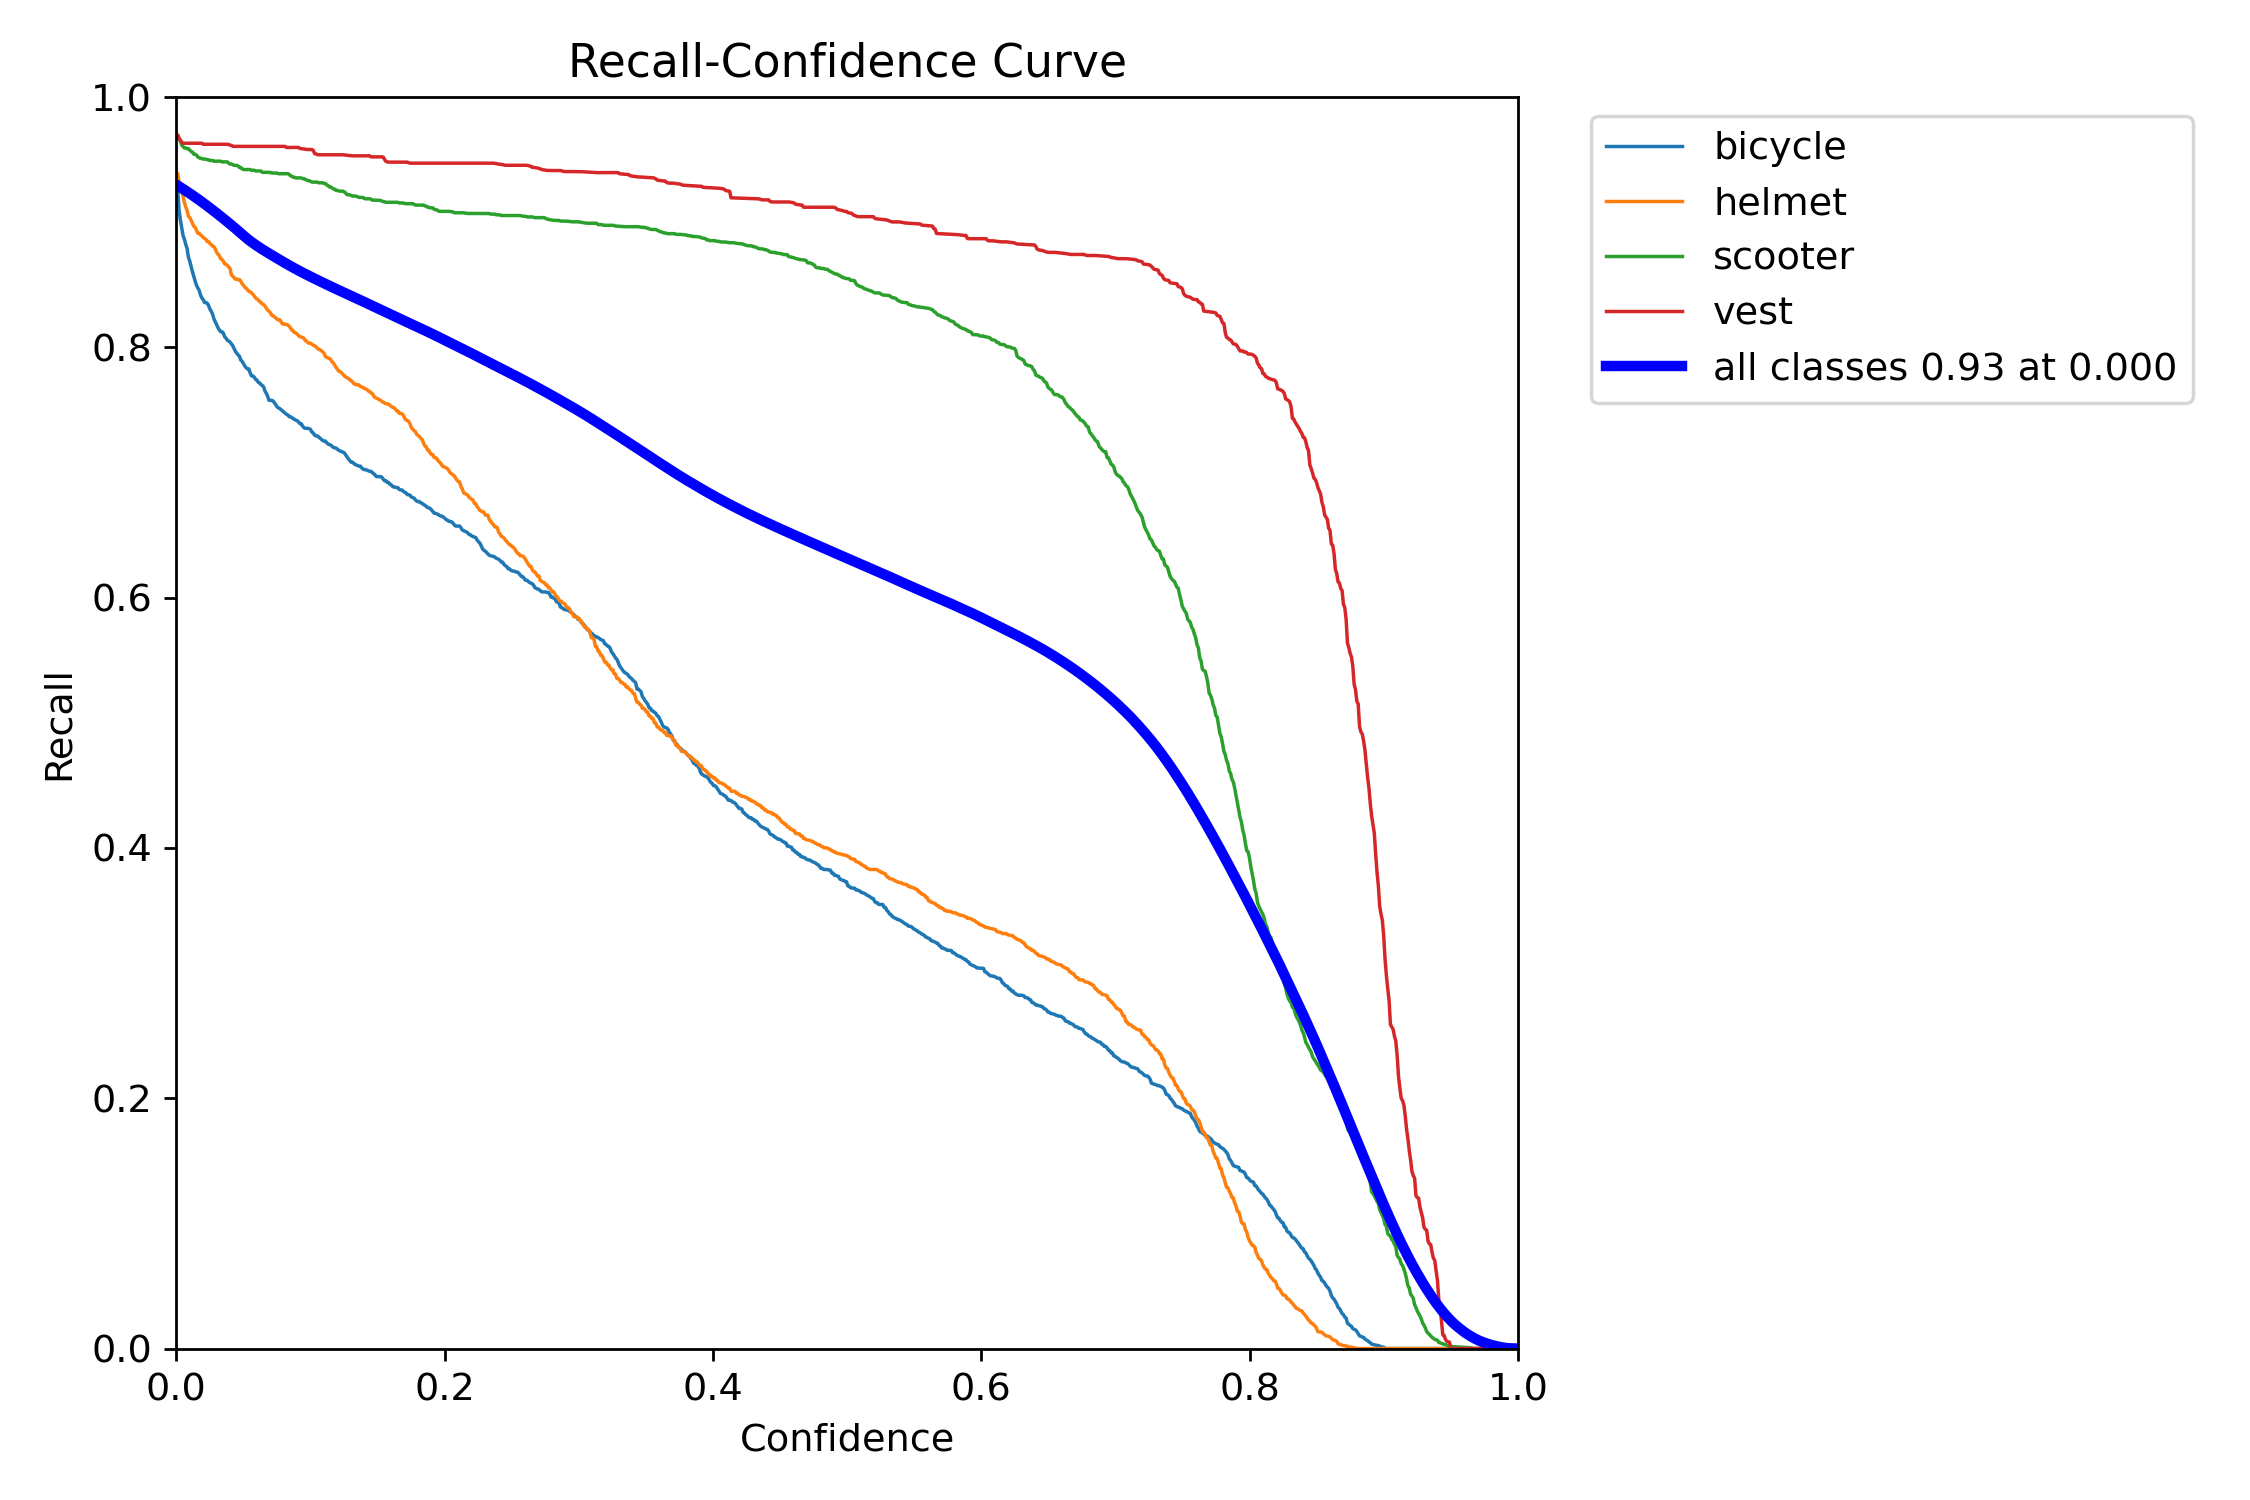 Recall-Confidence Curve
1.0
0.8
0.6
0.4
0.2
0.0
Recall
0.0 0.2 0.4 0.6 0.8 1.0
Confidence
bicycle
helmet
scooter
vest
all classes 0.93 at 0.000